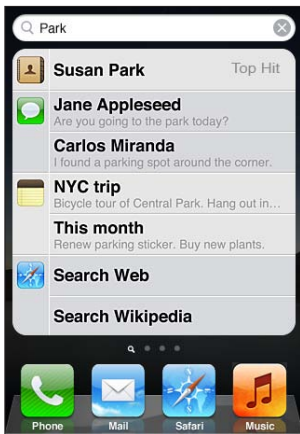 Park
Susan Park Top Hit
Jane Appleseed
Are you going to the park today?
Carlos Miranda
I found a parking spot around the corner.
NYC trip
Bicycle tour of Central Park. Hang out in...
This month
Renew parking sticker. Buy new plants.
Search Web
Search Wikipedia
Phone Mail Safari Music